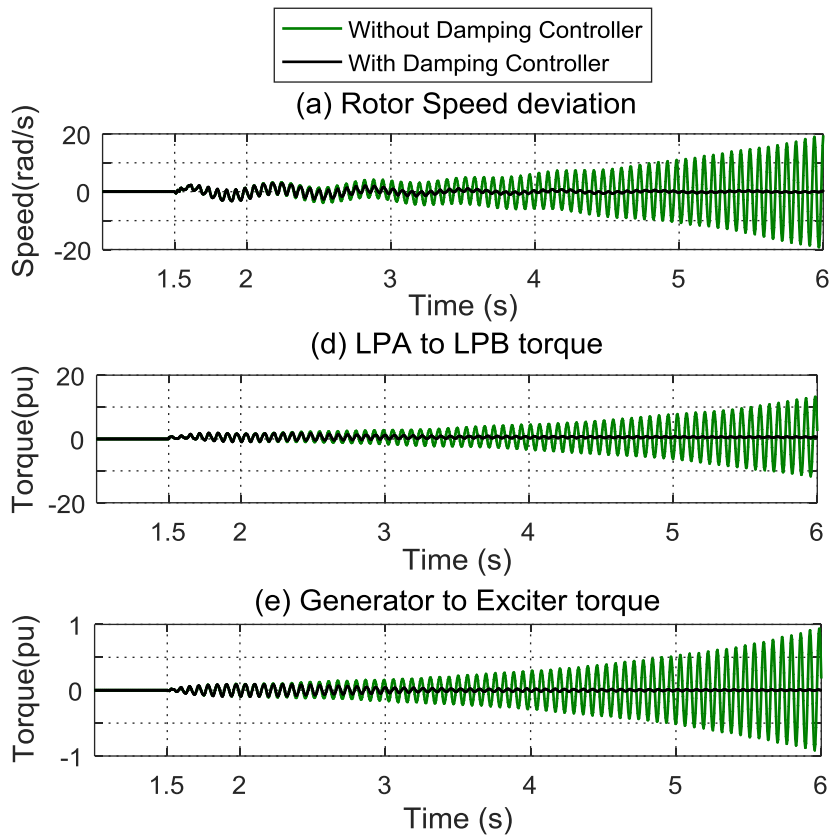 Without Damping Controller
With Damping Controller
(a) Rotor Speed deviation
Speed(rad/s)
20
0
-20
1.5 2 3 4 5 6
Time (s)
(d) LPA to LPB torque
Torque(pu)
20
0
-20
1.5 2 3 4 5 6
Time (s)
(e) Generator to Exciter torque
Torque(pu)
1
0
-1
1.5 2 3 4 5 6
Time (s)